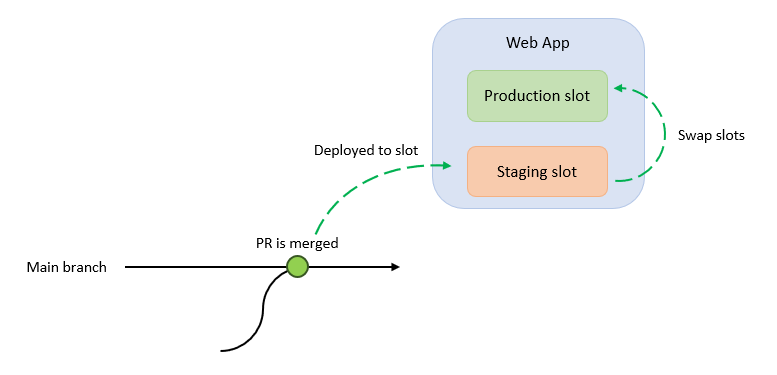 Web App
Production slot
Swap slots
Deployed to slot
Staging slot
PR is merged
Main branch